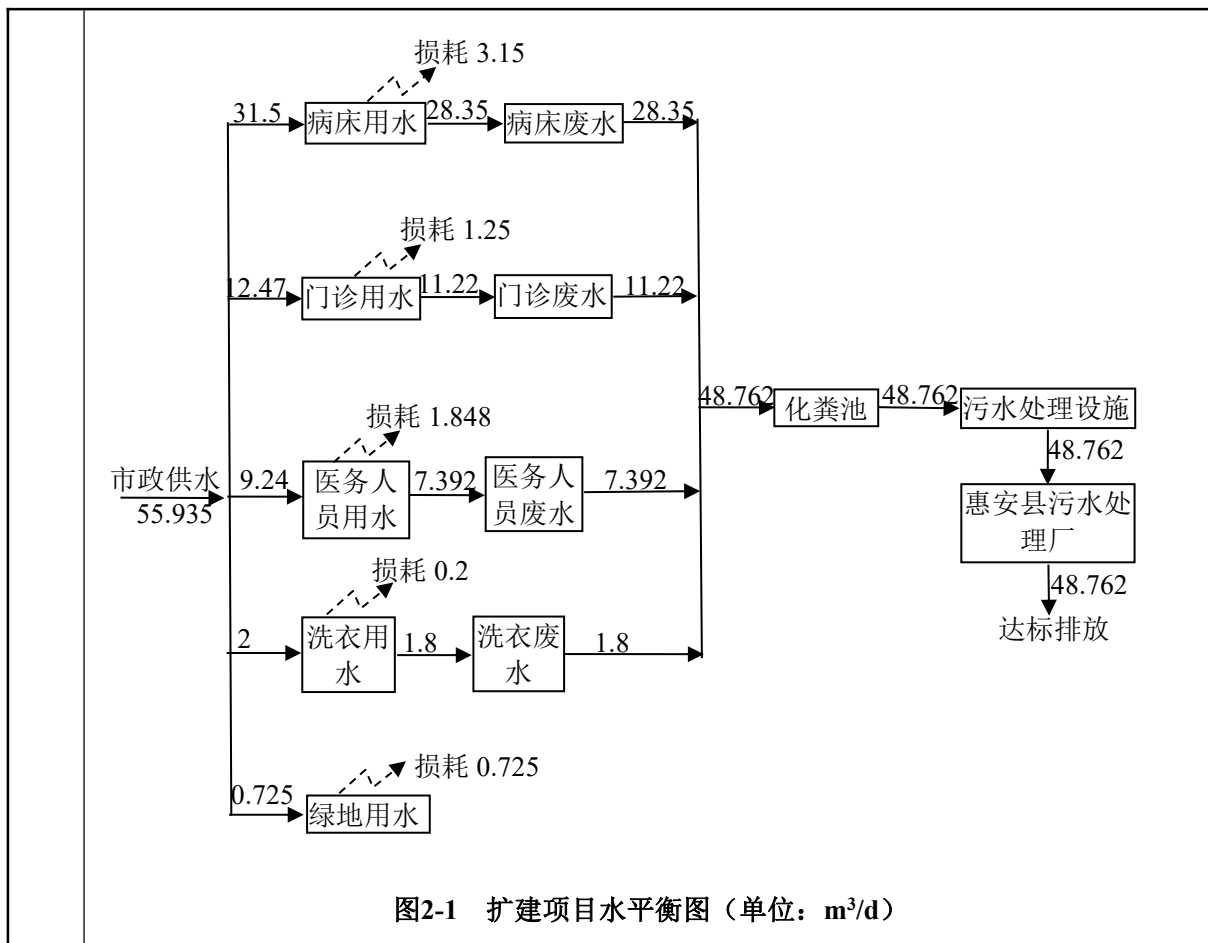 损耗 3.15
31.5
病床用水
28.35
病床废水
28.35
损耗 1.25
12.47
门诊用水
11.22
门诊废水
11.22
48.762
化粪池
48.762
污水处理设施
48.762
惠安县污水处
理厂
48.762
达标排放
损耗 1.848
市政供水
55.935
9.24
医务人
员用水
7.392
医务人
员废水
7.392
损耗 0.2
2
洗衣用
水
1.8
洗衣废
水
1.8
损耗 0.725
0.725
绿地用水
图2-1 扩建项目水平衡图（单位：m³/d）